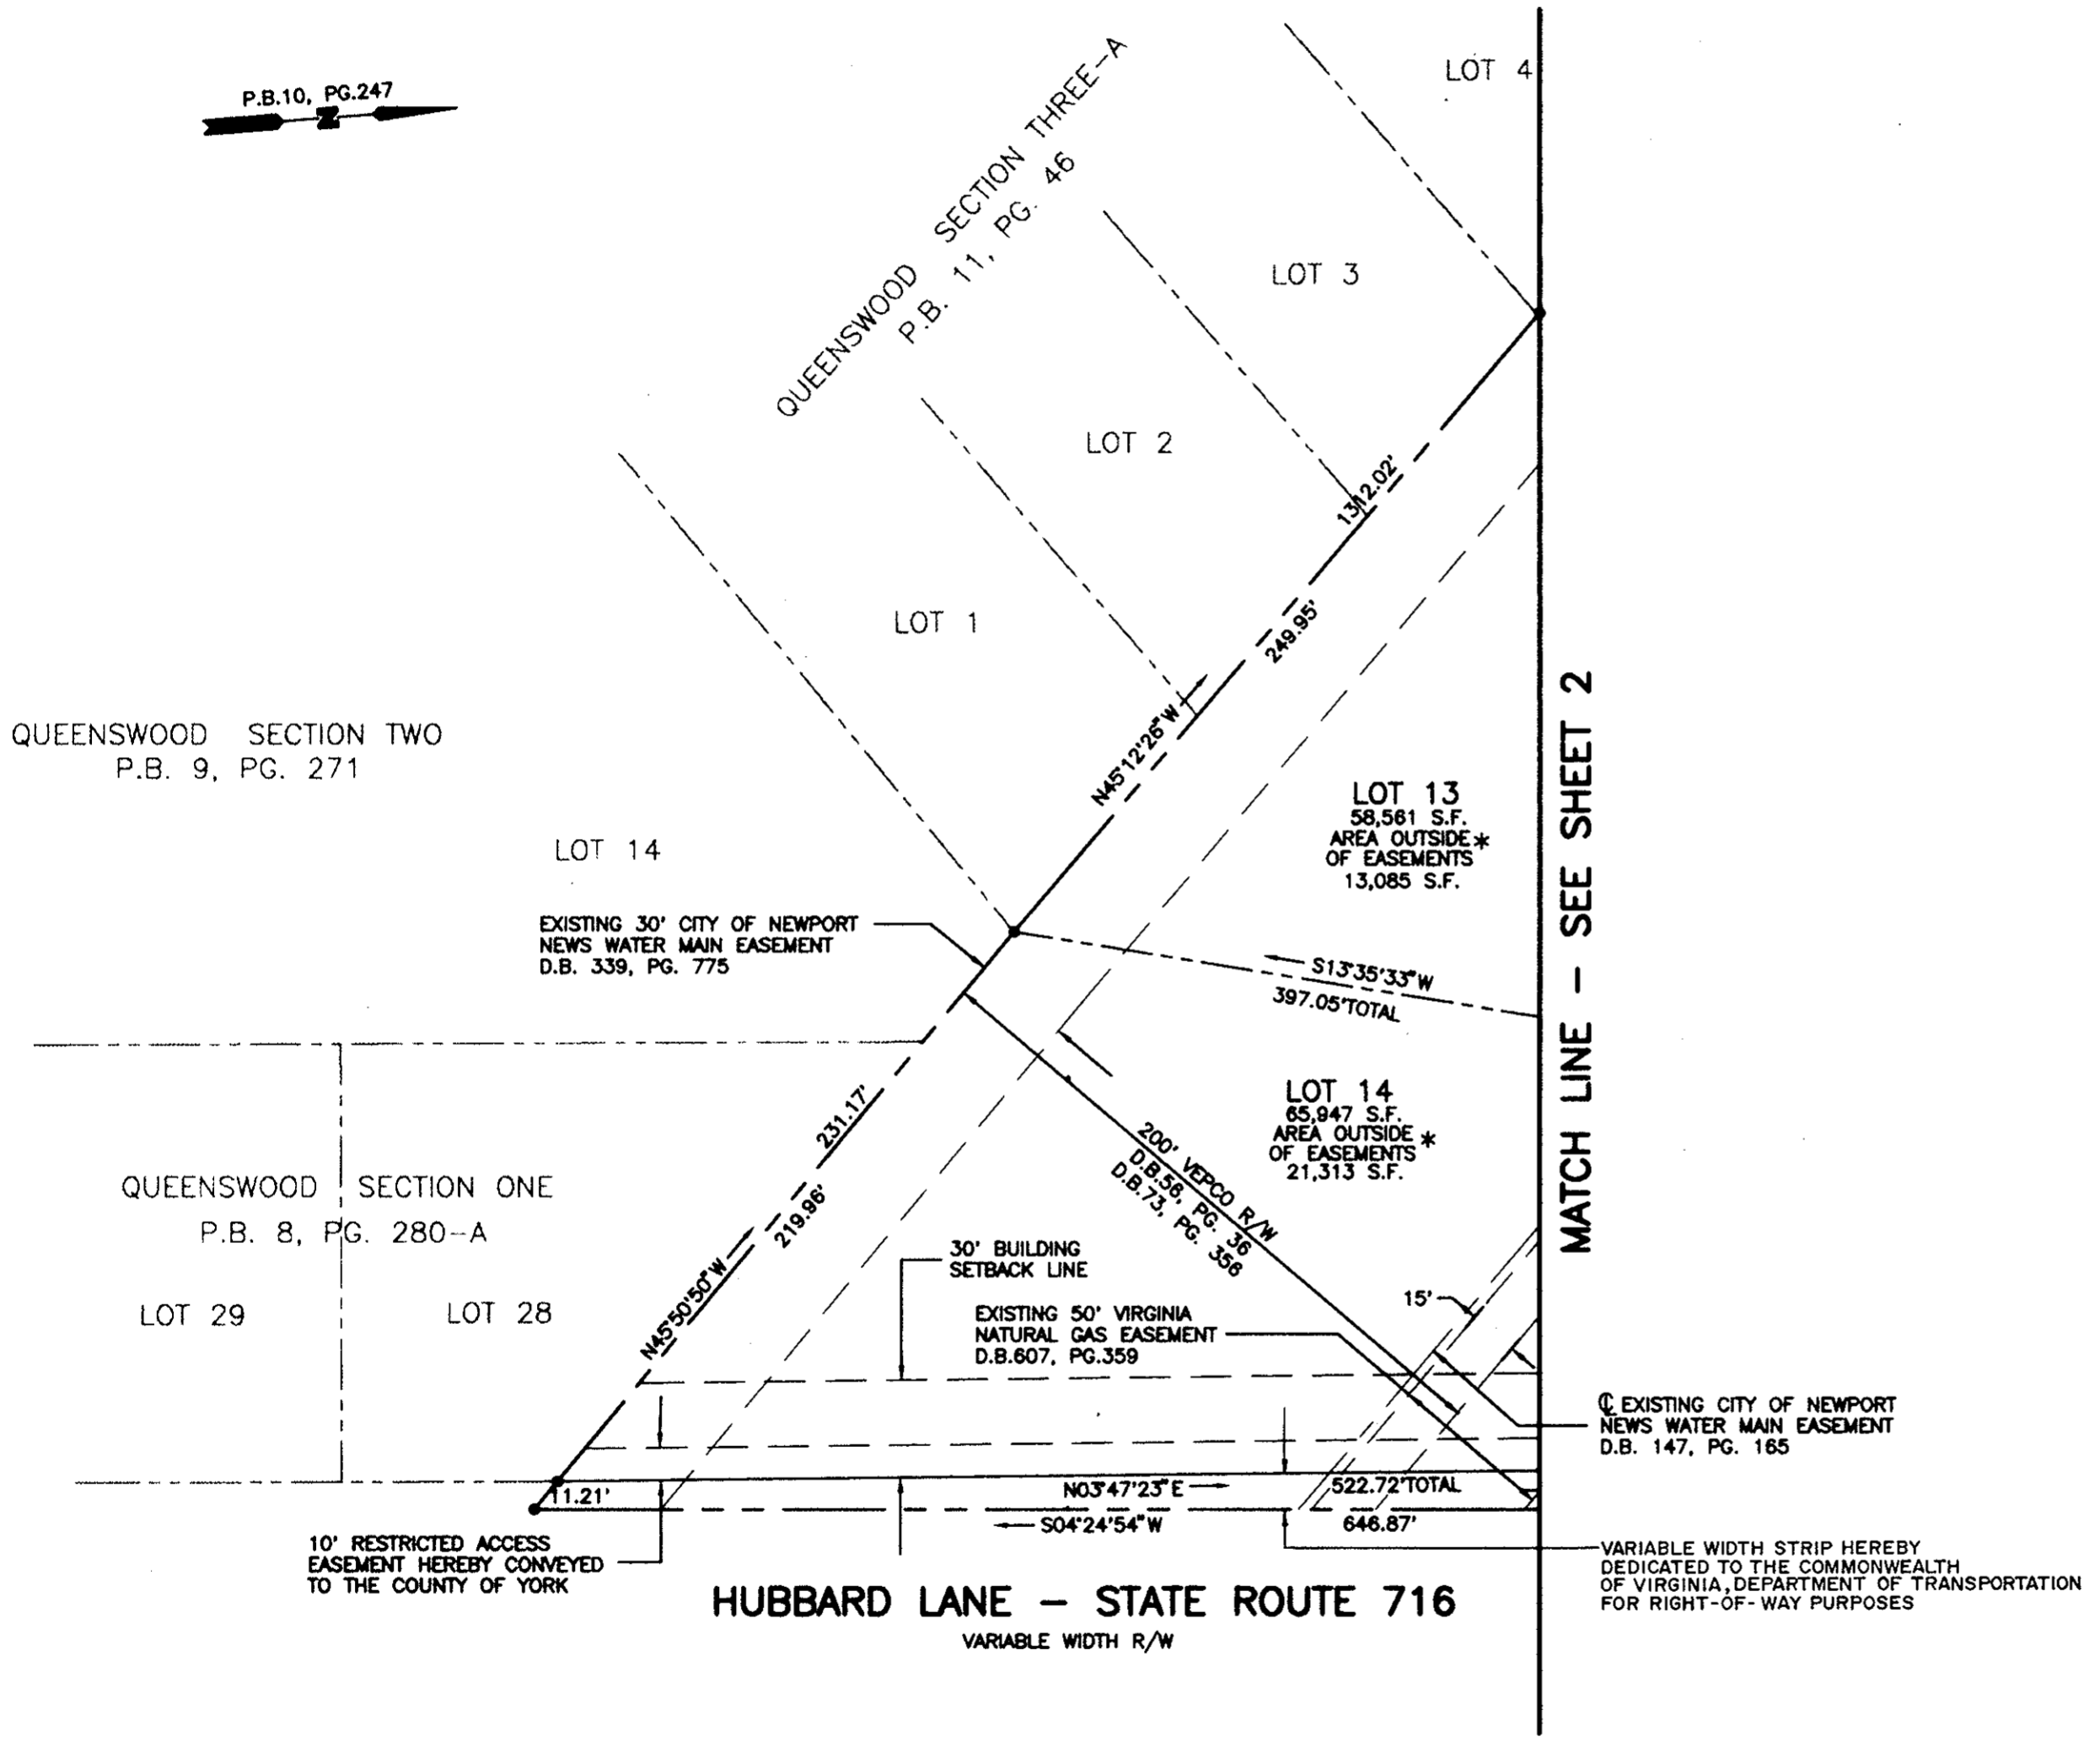 P.B.10, PG.247
N
LOT 4
QUEENSWOOD SECTION THREE-A
P.B. 11, PG. 46
LOT 3
LOT 2
1312.02'
LOT 1
249.95'
N45°12'26"W
QUEENSWOOD SECTION TWO
P.B. 9, PG. 271
MATCH LINE - SEE SHEET 2
LOT 13
58,561 S.F.
AREA OUTSIDE*
OF EASEMENTS
13,085 S.F.
LOT 14
EXISTING 30' CITY OF NEWPORT
NEWS WATER MAIN EASEMENT
D.B. 339, PG. 775
S13°35'33"W
397.05'TOTAL
LOT 14
65,947 S.F.
AREA OUTSIDE *
OF EASEMENTS
21,313 S.F.
231.17'
219.96'
N45°50'50"W
200' VEPCO R/W
D.B.56, PG. 36
D.B.73, PG. 356
QUEENSWOOD SECTION ONE
P.B. 8, PG. 280-A
30' BUILDING
SETBACK LINE
LOT 29
LOT 28
15'
EXISTING 50' VIRGINIA
NATURAL GAS EASEMENT
D.B.607, PG.359
℄ EXISTING CITY OF NEWPORT
NEWS WATER MAIN EASEMENT
D.B. 147, PG. 165
11.21'
N03°47'23"E
522.72'TOTAL
S04°24'54"W
646.87'
10' RESTRICTED ACCESS
EASEMENT HEREBY CONVEYED
TO THE COUNTY OF YORK
VARIABLE WIDTH STRIP HEREBY
DEDICATED TO THE COMMONWEALTH
OF VIRGINIA, DEPARTMENT OF TRANSPORTATION
FOR RIGHT-OF-WAY PURPOSES
HUBBARD LANE - STATE ROUTE 716
VARIABLE WIDTH R/W